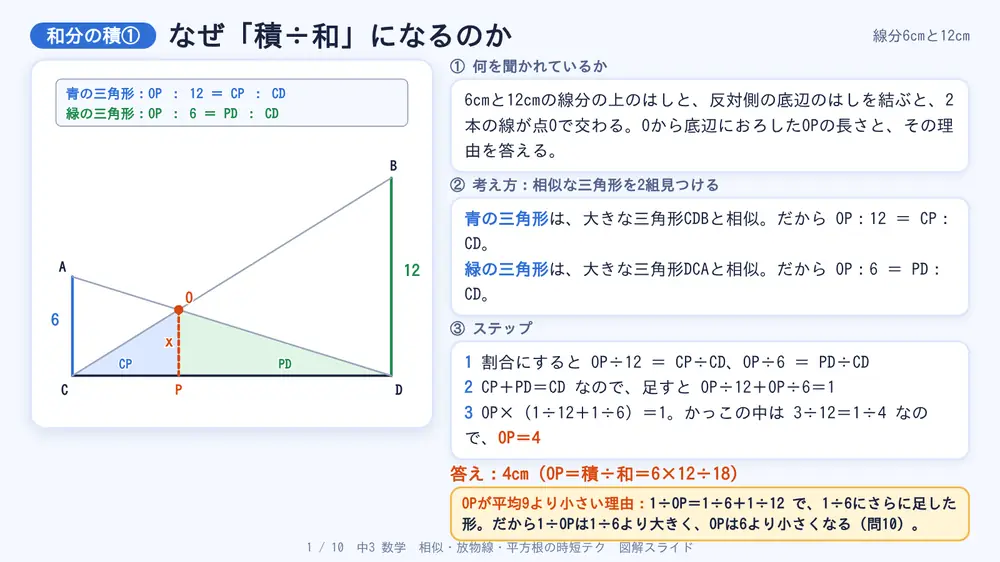 和分の積① なぜ「積÷和」になるのか
線分6cmと12cm
青の三角形：OP : 12 = CP : CD
緑の三角形：OP : 6 = PD : CD
B
A
O
12
6
x
CP
PD
C
P
D
① 何を聞かれているか
6cmと12cmの線分の上のはしと、反対側の底辺のはしを結ぶと、2
本の線が点Oで交わる。Oから底辺におろしたOPの長さと、その理
由を答える。
② 考え方：相似な三角形を2組見つける
青の三角形は、大きな三角形CDBと相似。だから OP：12 = CP：
CD。
緑の三角形は、大きな三角形DCAと相似。だから OP：6 = PD：
CD。
③ ステップ
1 割合にすると OP÷12 = CP÷CD、OP÷6 = PD÷CD
2 CP＋PD＝CD なので、足すと OP÷12＋OP÷6＝1
3 OP×（1÷12＋1÷6）＝1。かっこの中は 3÷12＝1÷4 なの
で、OP＝4
答え：4cm（OP＝積÷和＝6×12÷18）
OPが平均9より小さい理由：1÷OP＝1÷6＋1÷12 で、1÷6にさらに足した
形。だから1÷OPは1÷6より大きく、OPは6より小さくなる（問10）。
1 / 10 中3 数学 相似・放物線・平方根の時短テク 図解スライド